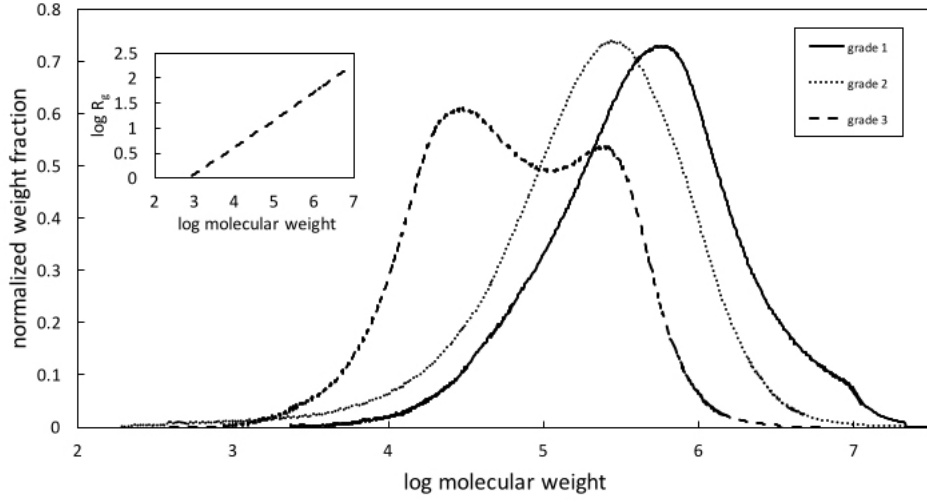 0.8
0.7
0.6
0.5
0.4
0.3
0.2
0.1
0
normalized weight fraction
2 3 4 5 6 7
log molecular weight
2.5
2
1.5
1
0.5
0
log Rg
2 3 4 5 6 7
log molecular weight
grade 1
grade 2
grade 3